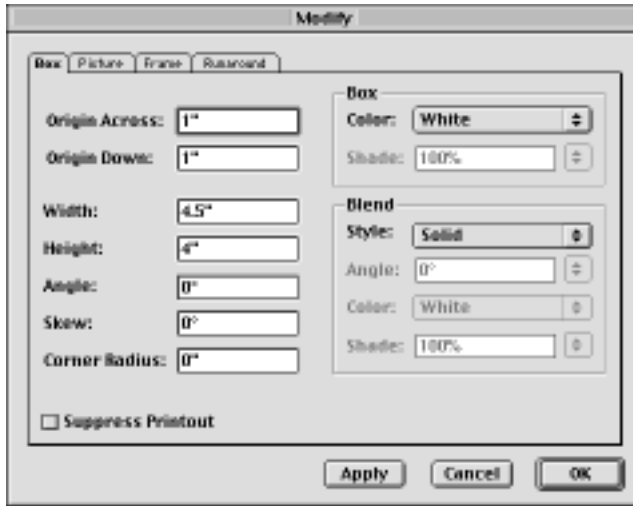 Modify
Box Picture Frame Runaround
Origin Across: 1"
Origin Down: 1"
Width: 4.5"
Height: 4"
Angle: 0°
Skew: 0°
Corner Radius: 0"
Suppress Printout
Box
Color: White
Shade: 100%
Blend
Style: Solid
Angle: 0°
Color: White
Shade: 100%
Apply Cancel OK